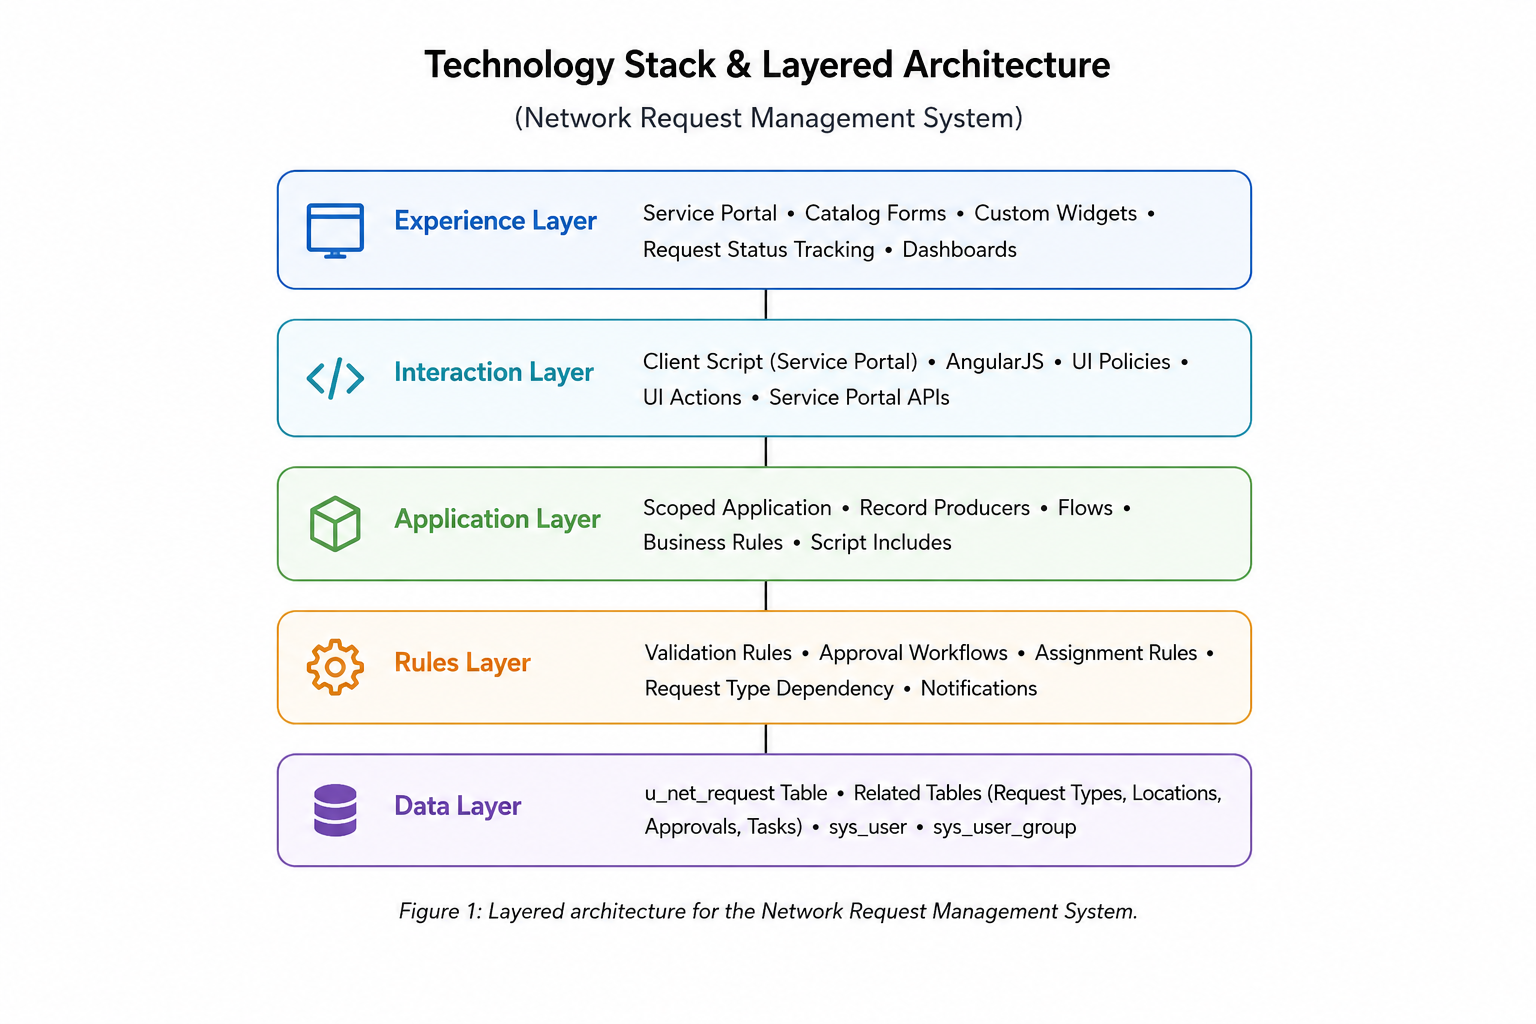 Technology Stack & Layered Architecture
(Network Request Management System)
Experience Layer
Service Portal • Catalog Forms • Custom Widgets •
Request Status Tracking • Dashboards
Interaction Layer
Client Script (Service Portal) • AngularJS • UI Policies •
UI Actions • Service Portal APIs
Application Layer
Scoped Application • Record Producers • Flows •
Business Rules • Script Includes
Rules Layer
Validation Rules • Approval Workflows • Assignment Rules •
Request Type Dependency • Notifications
Data Layer
u_net_request Table • Related Tables (Request Types, Locations,
Approvals, Tasks) • sys_user • sys_user_group
Figure 1: Layered architecture for the Network Request Management System.